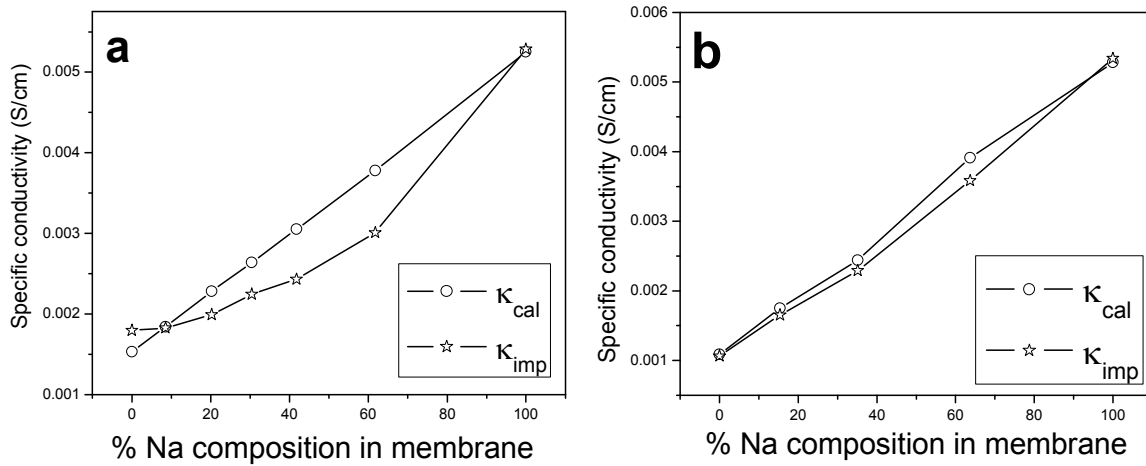 a
Specific conductivity (S/cm)
0.005
0.004
0.003
0.002
0.001
0 20 40 60 80 100
% Na composition in membrane
κcal
κimp
b
Specific conductivity (S/cm)
0.006
0.005
0.004
0.003
0.002
0.001
0 20 40 60 80 100
% Na composition in membrane
κcal
κimp